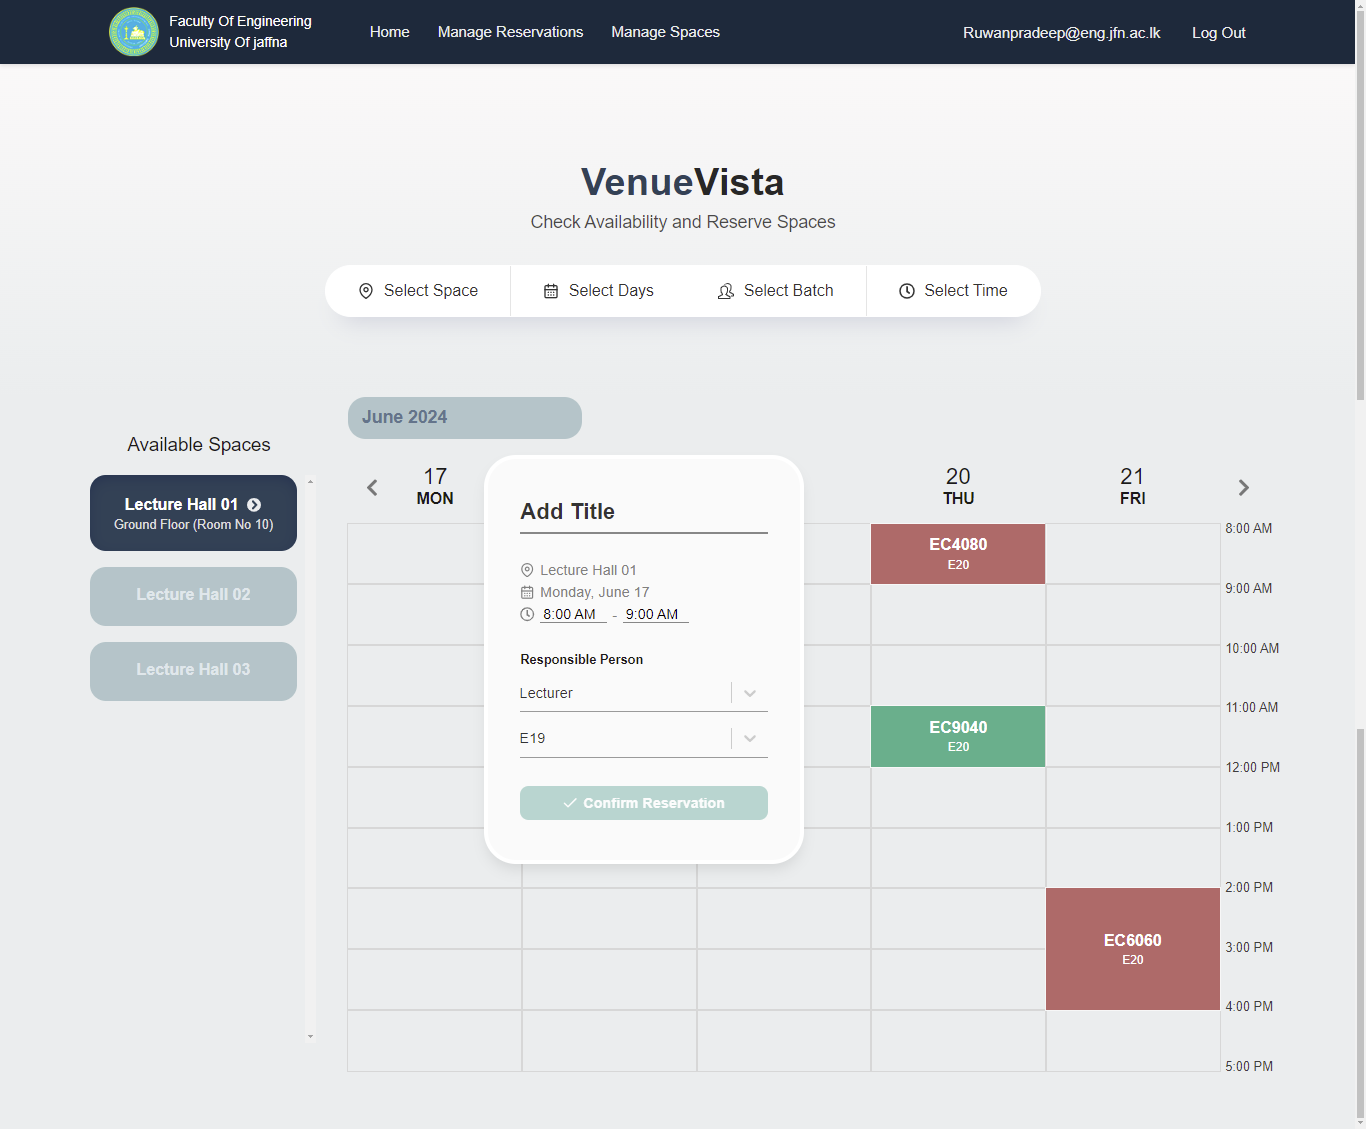 Faculty Of Engineering
University Of jaffna
Home
Manage Reservations
Manage Spaces
Ruwanpradeep@eng.jfn.ac.lk
Log Out
VenueVista
Check Availability and Reserve Spaces
Select Space
Select Days
Select Batch
Select Time
June 2024
Available Spaces
Lecture Hall 01
Ground Floor (Room No 10)
Lecture Hall 02
Lecture Hall 03
17
MON
20
THU
21
FRI
Add Title
Lecture Hall 01
Monday, June 17
8:00 AM - 9:00 AM
Responsible Person
Lecturer
E19
Confirm Reservation
EC4080
E20
EC9040
E20
EC6060
E20
8:00 AM
9:00 AM
10:00 AM
11:00 AM
12:00 PM
1:00 PM
2:00 PM
3:00 PM
4:00 PM
5:00 PM